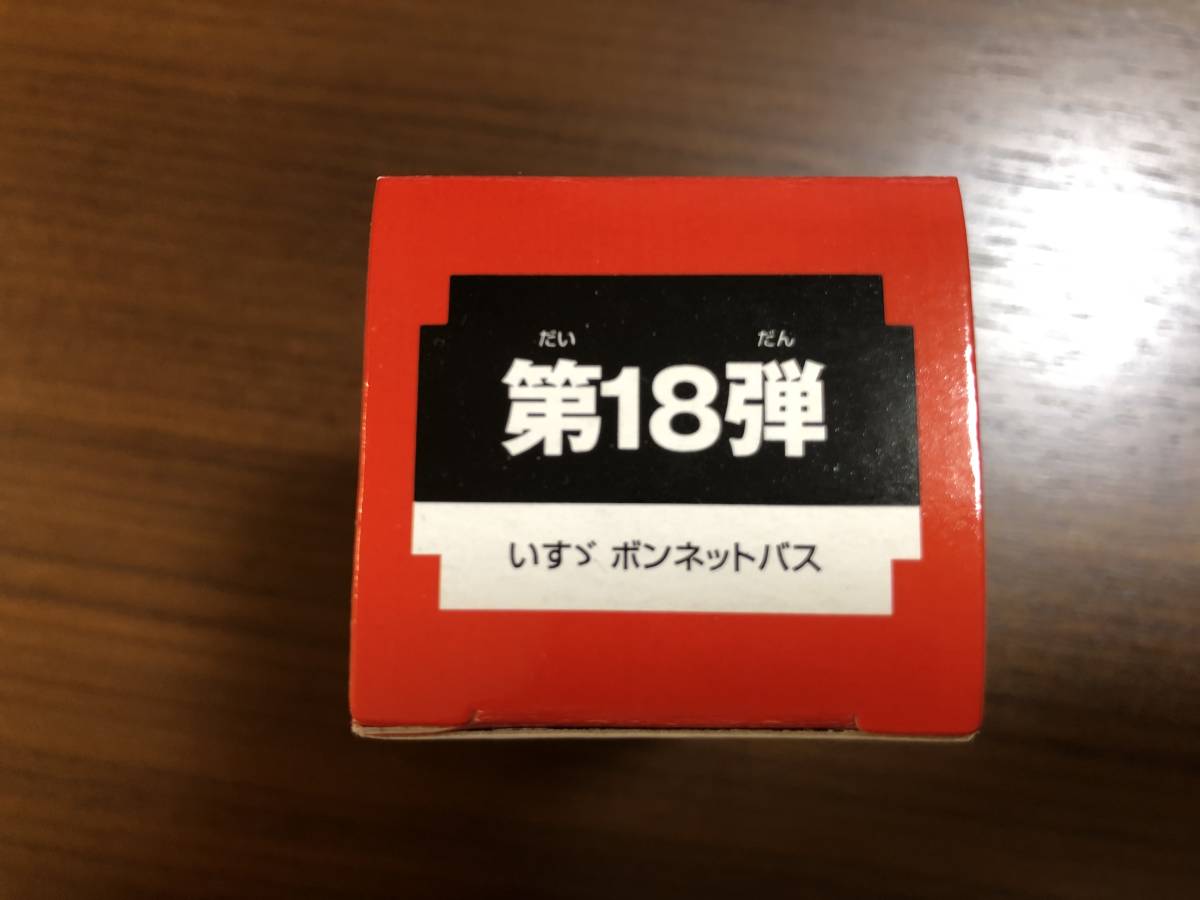 だい だん
第18弾
いすゞ ボンネットバス